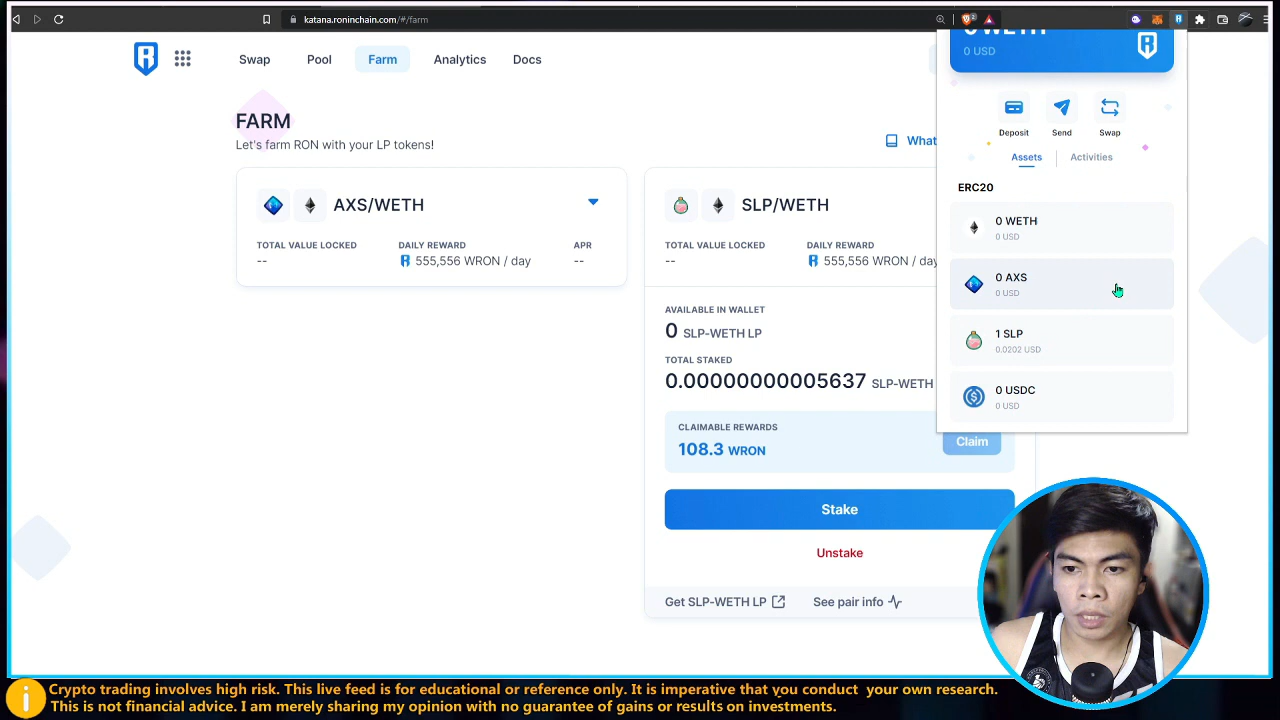 katana.roninchain.com/#/farm
Swap
Pool
Farm
Analytics
Docs
FARM
Let's farm RON with your LP tokens!
What
AXS/WETH
TOTAL VALUE LOCKED
DAILY REWARD
APR
--
555,556 WRON / day
--
SLP/WETH
TOTAL VALUE LOCKED
DAILY REWARD
--
555,556 WRON / day
AVAILABLE IN WALLET
0 SLP-WETH LP
TOTAL STAKED
0.00000000005637 SLP-WETH
CLAIMABLE REWARDS
108.3 WRON
Claim
Stake
Unstake
Get SLP-WETH LP
See pair info
0 WETH
0 USD
Deposit
Send
Swap
Assets
Activities
ERC20
0 WETH
0 USD
0 AXS
0 USD
1 SLP
0.0202 USD
0 USDC
0 USD
Crypto trading involves high risk. This live feed is for educational or reference only. It is imperative that you conduct your own research.
This is not financial advice. I am merely sharing my opinion with no guarantee of gains or results on investments.